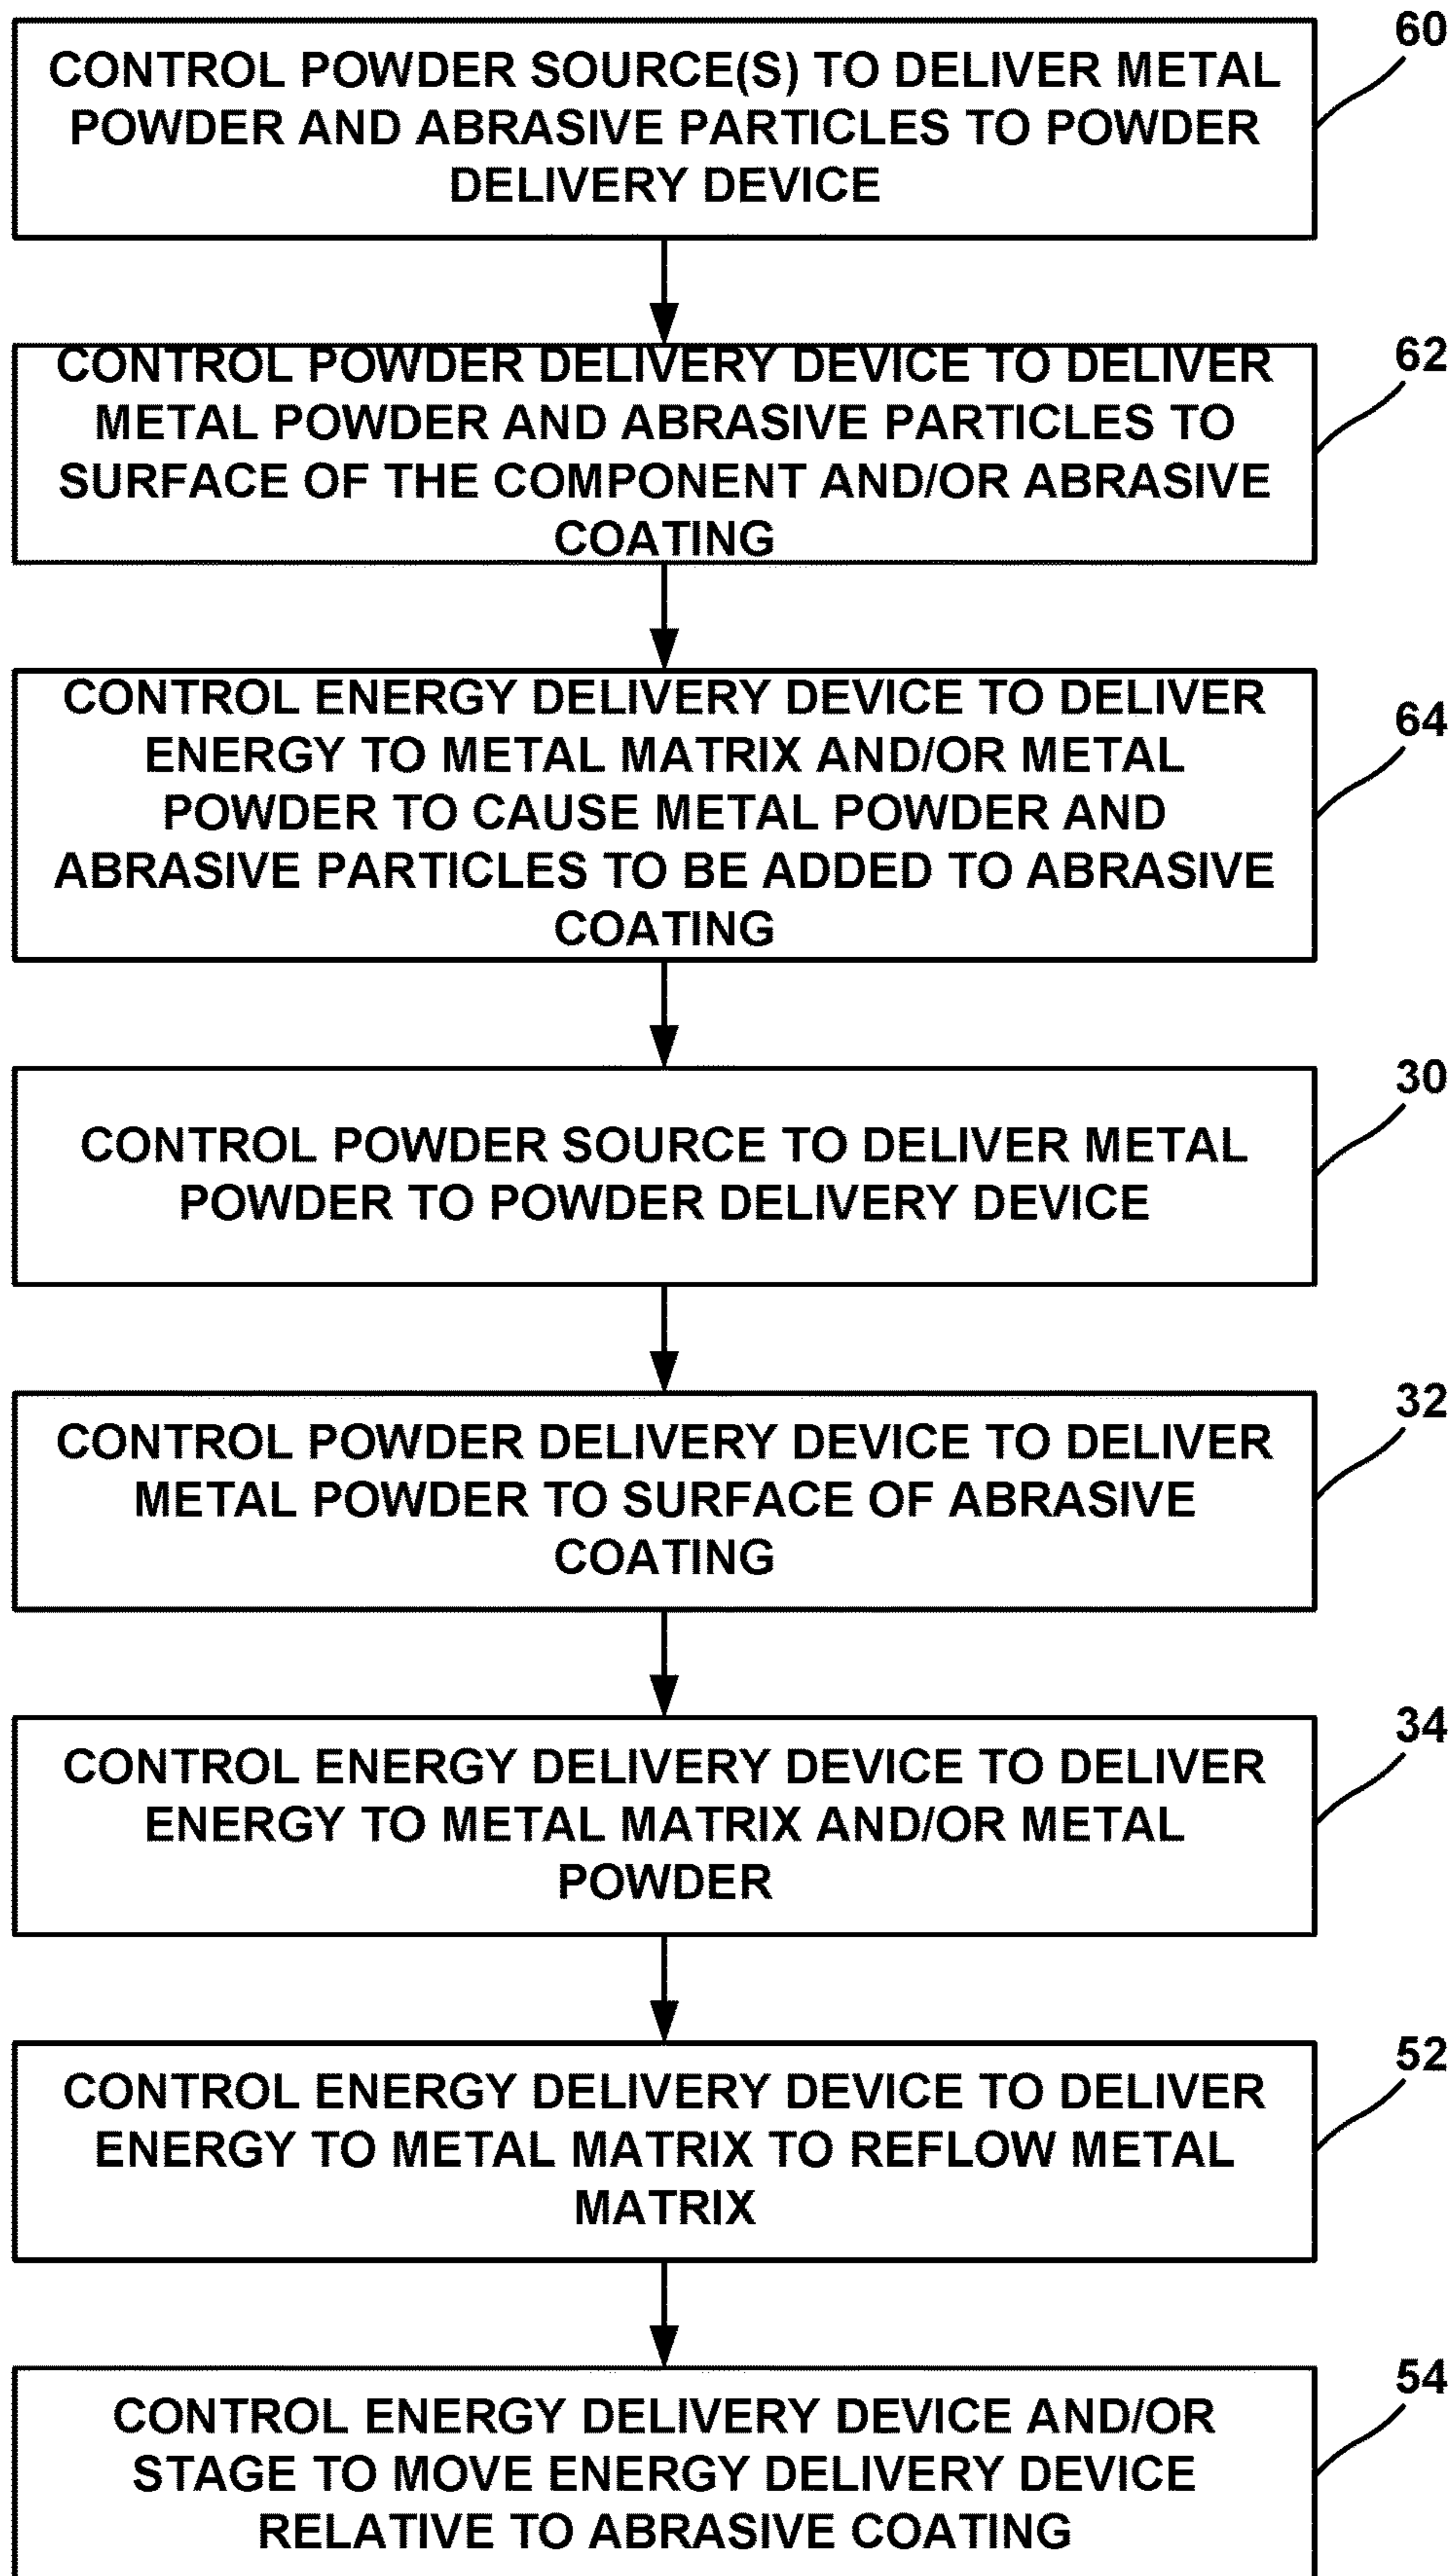 60
CONTROL POWDER SOURCE(S) TO DELIVER METAL
POWDER AND ABRASIVE PARTICLES TO POWDER
DELIVERY DEVICE
62
CONTROL POWDER DELIVERY DEVICE TO DELIVER
METAL POWDER AND ABRASIVE PARTICLES TO
SURFACE OF THE COMPONENT AND/OR ABRASIVE
COATING
64
CONTROL ENERGY DELIVERY DEVICE TO DELIVER
ENERGY TO METAL MATRIX AND/OR METAL
POWDER TO CAUSE METAL POWDER AND
ABRASIVE PARTICLES TO BE ADDED TO ABRASIVE
COATING
30
CONTROL POWDER SOURCE TO DELIVER METAL
POWDER TO POWDER DELIVERY DEVICE
32
CONTROL POWDER DELIVERY DEVICE TO DELIVER
METAL POWDER TO SURFACE OF ABRASIVE
COATING
34
CONTROL ENERGY DELIVERY DEVICE TO DELIVER
ENERGY TO METAL MATRIX AND/OR METAL
POWDER
52
CONTROL ENERGY DELIVERY DEVICE TO DELIVER
ENERGY TO METAL MATRIX TO REFLOW METAL
MATRIX
54
CONTROL ENERGY DELIVERY DEVICE AND/OR
STAGE TO MOVE ENERGY DELIVERY DEVICE
RELATIVE TO ABRASIVE COATING